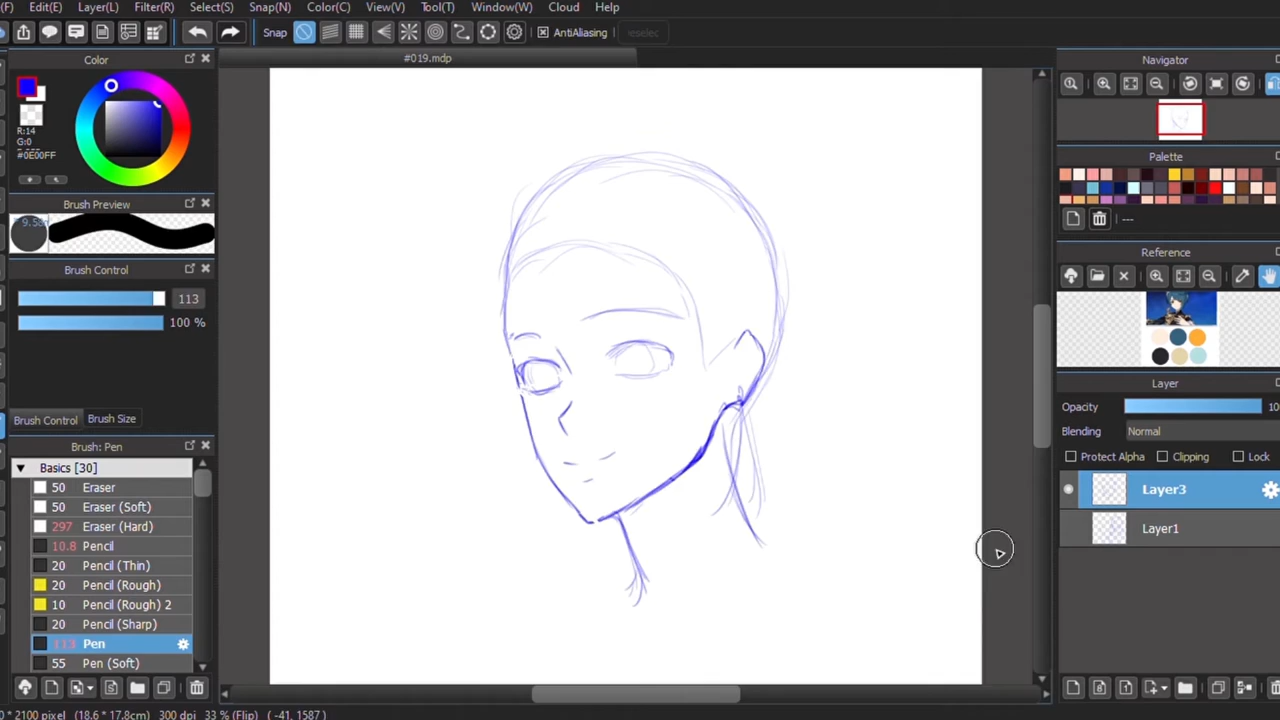 (F) Edit(E) Layer(L) Filter(R) Select(S) Snap(N) Color(C) View(V) Tool(T) Window(W) Cloud Help
Snap AntiAliasing
#019.mdp
Color
R:14
G:0
#0E00FF
Brush Preview
Brush Control
113
100 %
Brush Control Brush Size
Brush: Pen
Basics [30]
50 Eraser
50 Eraser (Soft)
297 Eraser (Hard)
10.8 Pencil
20 Pencil (Thin)
20 Pencil (Rough)
10 Pencil (Rough) 2
20 Pencil (Sharp)
113 Pen
55 Pen (Soft)
Navigator
Palette
---
Reference
Layer
Opacity 10
Blending Normal
Protect Alpha Clipping Lock
Layer3
Layer1
* 2100 pixel (18.6 * 17.8cm) 300 dpi 33 % (Flip) ( -41, 1587 )